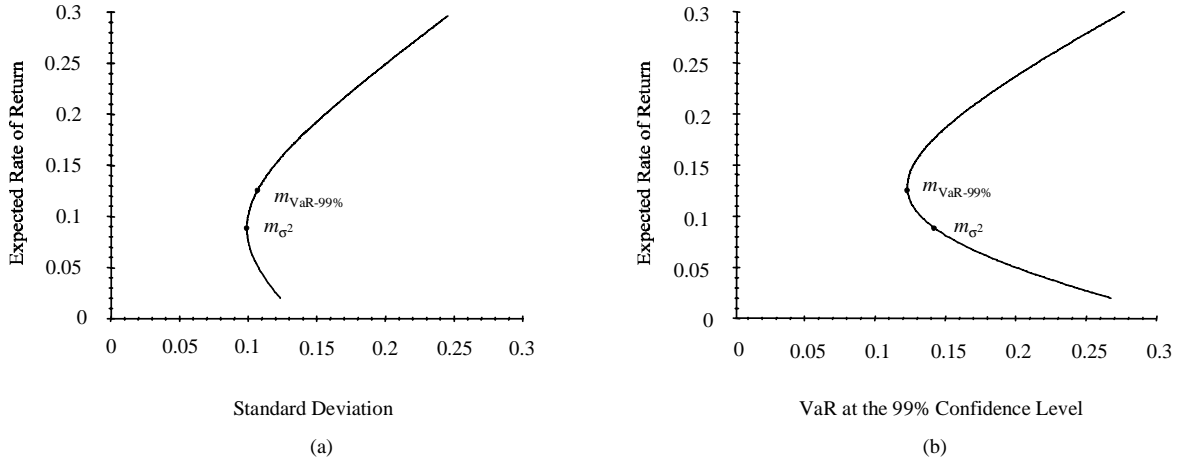 0.3
0.25
0.2
0.15
0.1
0.05
0
Expected Rate of Return
m_VaR-99%
m_σ²
0 0.05 0.1 0.15 0.2 0.25 0.3
Standard Deviation
(a)
0.3
0.25
0.2
0.15
0.1
0.05
0
Expected Rate of Return
m_VaR-99%
m_σ²
0 0.05 0.1 0.15 0.2 0.25 0.3
VaR at the 99% Confidence Level
(b)